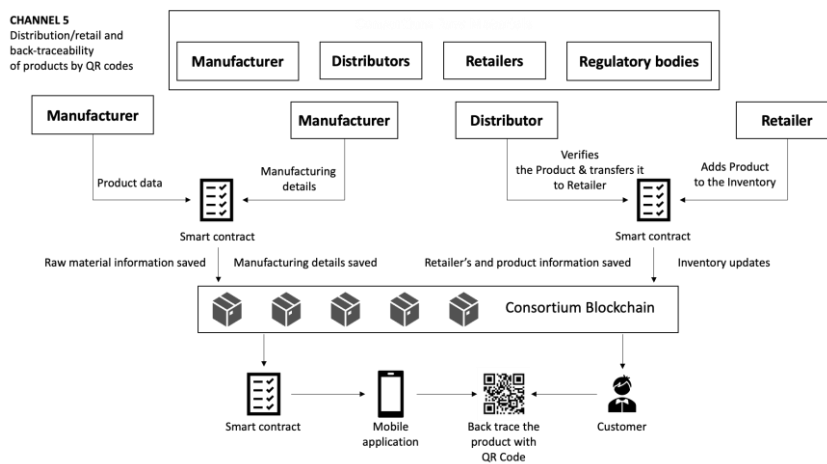 CHANNEL 5
Distribution/retail and
back-traceability
of products by QR codes
Manufacturer
Distributors
Retailers
Regulatory bodies
Manufacturer
Manufacturer
Distributor
Retailer
Product data
Manufacturing
details
Verifies
the Product & transfers it
to Retailer
Adds Product
to the Inventory
Smart contract
Smart contract
Raw material information saved
Manufacturing details saved
Retailer's and product information saved
Inventory updates
Consortium Blockchain
Smart contract
Mobile
application
Back trace the
product with
QR Code
Customer